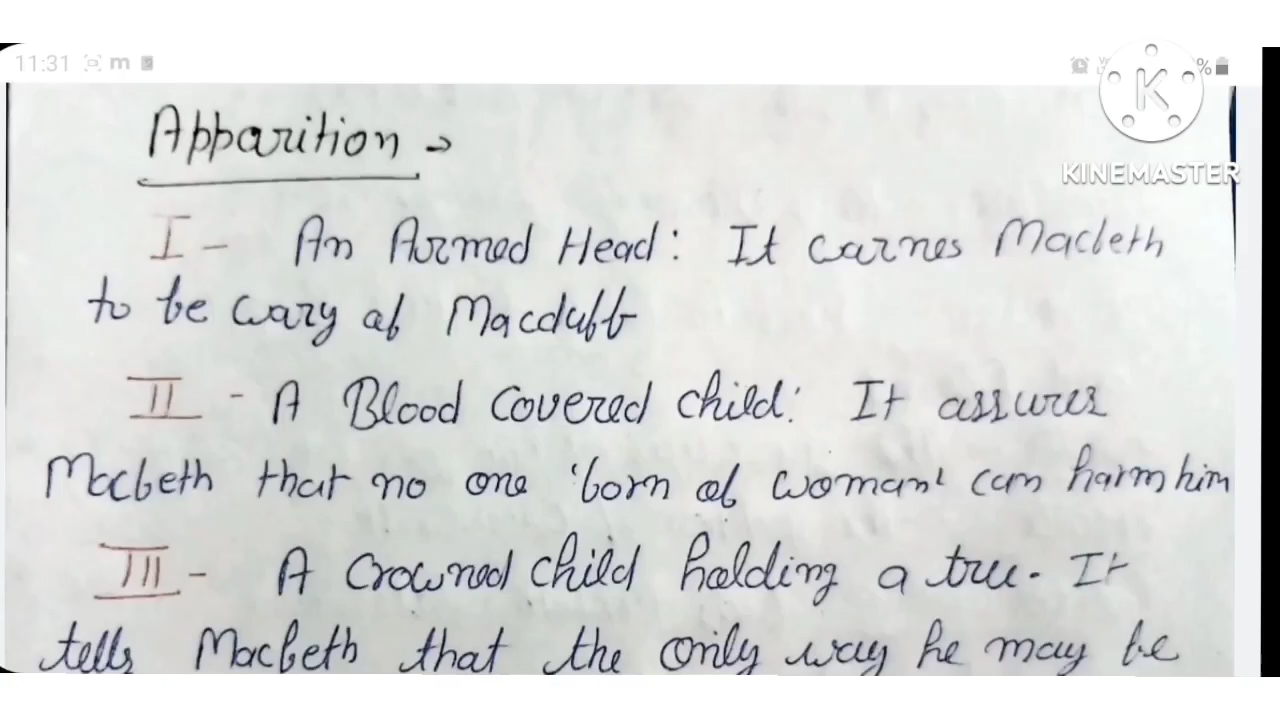 11:31 m
%
K
KINEMASTER
Apparition →
I - An Armed Head: It warnes Macbeth
to be wary of Macduff
II - A Blood covered child: It assures
Macbeth that no one 'born of woman' can harm him
III - A Crowned child holding a tree. It
tells Macbeth that the only way he may be